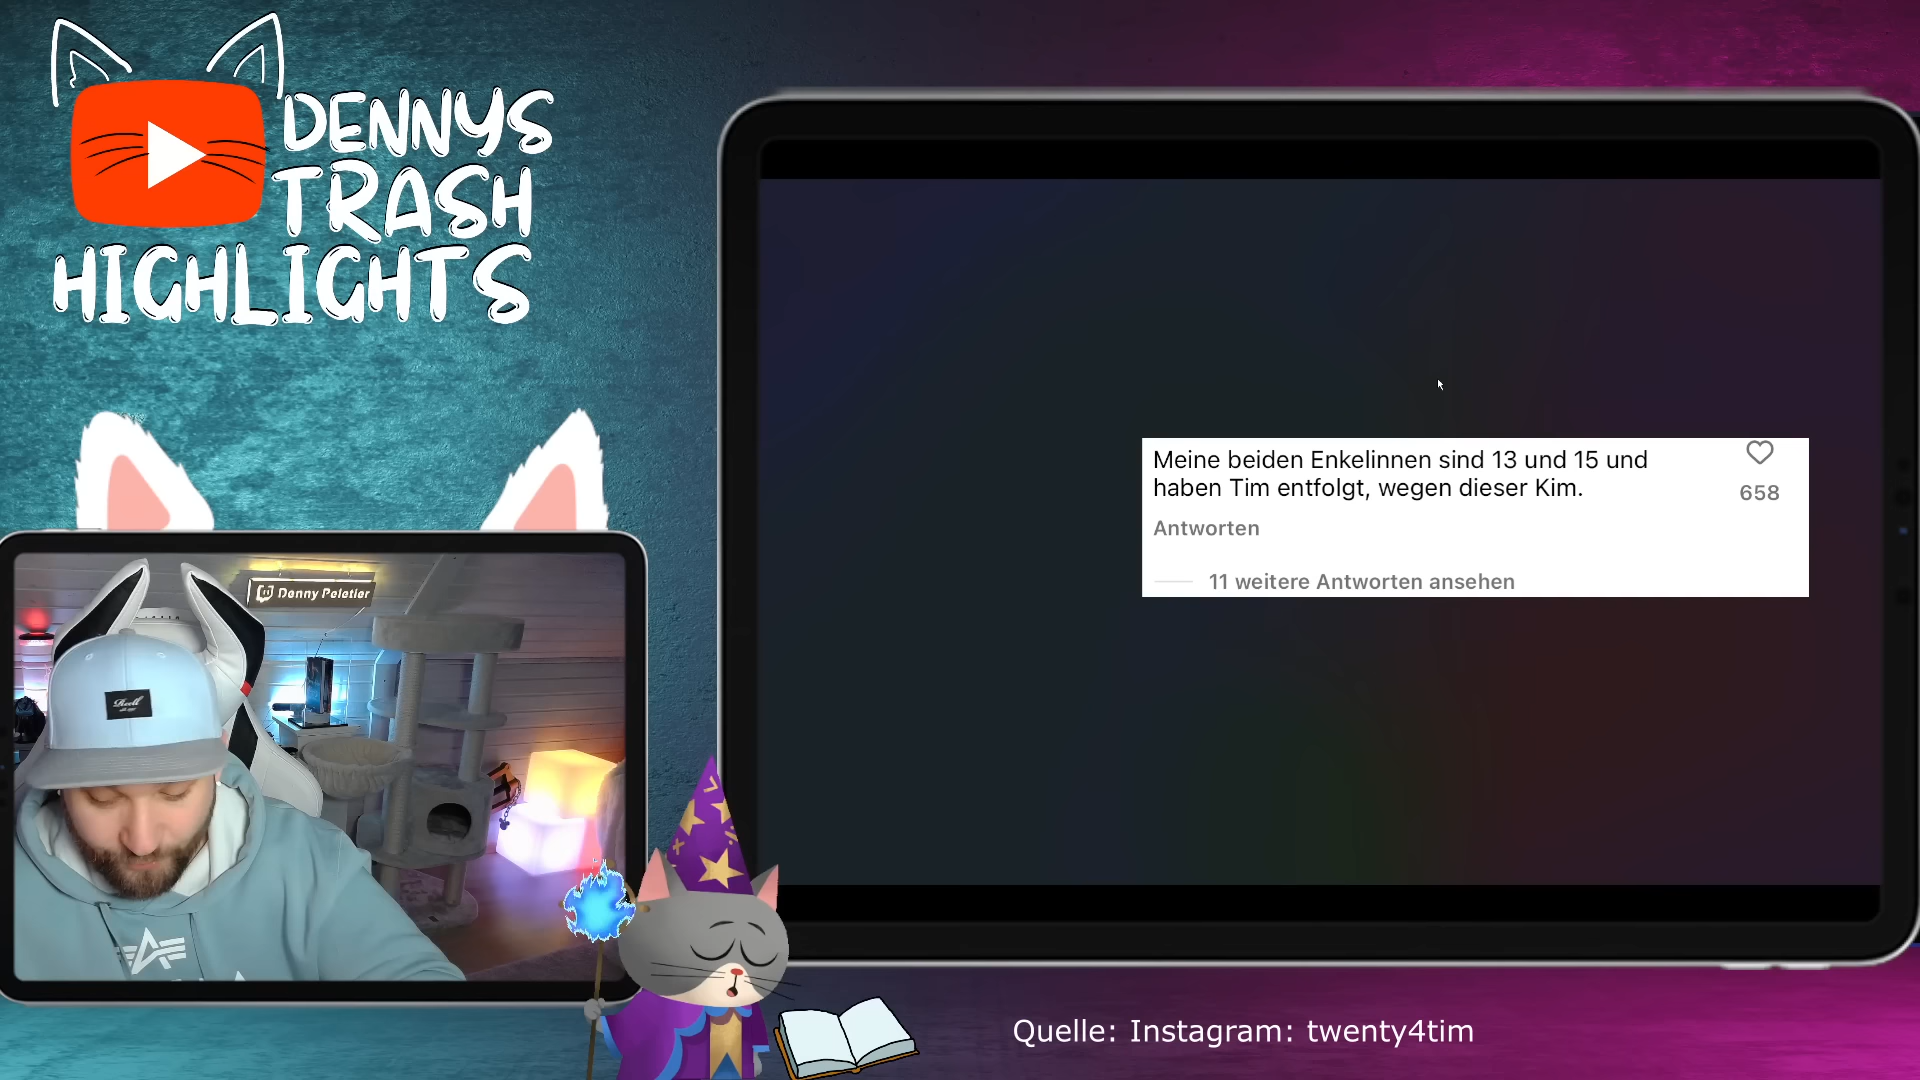 DENNYS
TRASH
HIGHLIGHTS
Meine beiden Enkelinnen sind 13 und 15 und
haben Tim entfolgt, wegen dieser Kim.
658
Antworten
11 weitere Antworten ansehen
Denny Peletier
Reell
Quelle: Instagram: twenty4tim